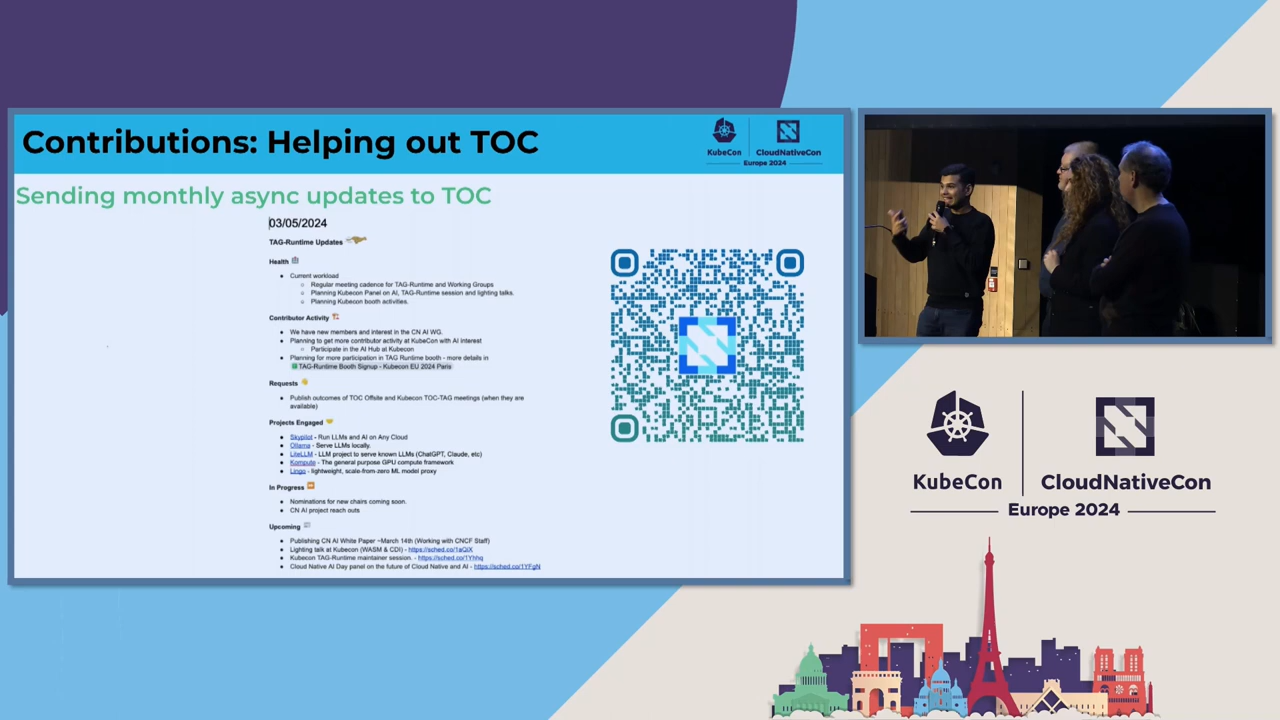 Contributions: Helping out TOC
KubeCon
CloudNativeCon
Europe 2024
Sending monthly async updates to TOC
03/05/2024
TAG-Runtime Updates
Health
Current workload
Regular meeting cadence for TAG-Runtime and Working Groups
Planning Kubecon Panel on AI, TAG-Runtime session and lighting talks.
Planning Kubecon booth activities.
Contributor Activity
We have new members and interest in the CN AI WG.
Planning to get more contributor activity at KubeCon with AI interest
Participate in the AI Hub at Kubecon
Planning for more participation in TAG Runtime booth - more details in
TAG-Runtime Booth Signup - Kubecon EU 2024 Paris
Requests
Publish outcomes of TOC Offsite and Kubecon TOC-TAG meetings (when they are
available)
Projects Engaged
Skypilot - Run LLMs and AI on Any Cloud
Ollama - Serve LLMs locally.
LiteLLM - LLM project to serve known LLMs (ChatGPT, Claude, etc)
Kompute - The general purpose GPU compute framework
Lingo - lightweight, scale-from-zero ML model proxy
In Progress
Nominations for new chairs coming soon.
CN AI project reach outs
Upcoming
Publishing CN AI White Paper ~March 14th (Working with CNCF Staff)
Lighting talk at Kubecon (WASM & CDI) - https://sched.co/1aQiX
Kubecon TAG-Runtime maintainer session. - https://sched.co/1Yhhq
Cloud Native AI Day panel on the future of Cloud Native and AI - https://sched.co/1YFgN
KubeCon
CloudNativeCon
Europe 2024